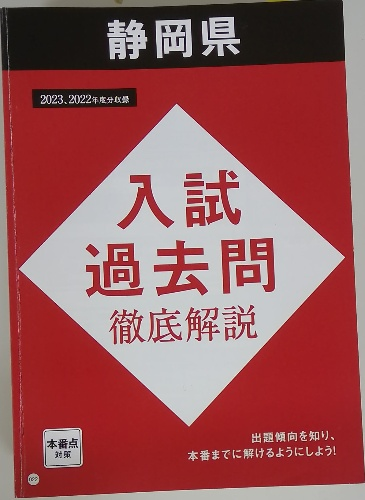 静岡県
2023、2022年度分収録
入試
過去問
徹底解説
本番点
対策
出題傾向を知り、
本番までに解けるようにしよう!
022